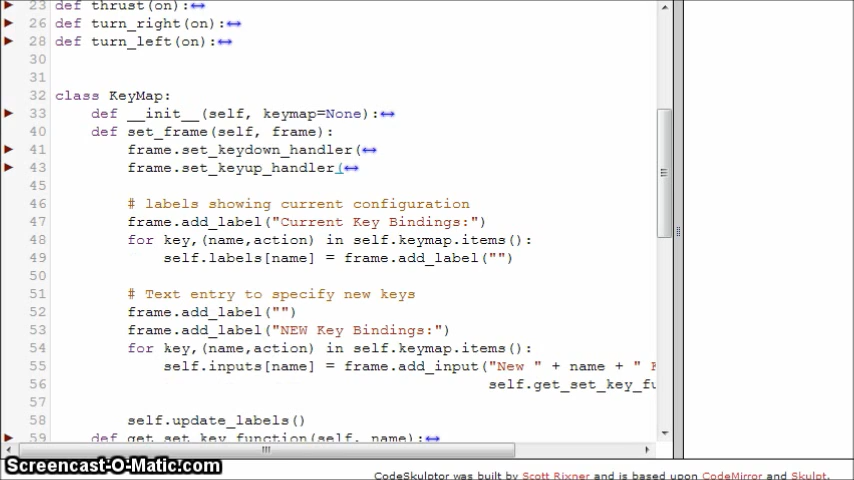 23 def thrust(on):
26 def turn_right(on):
28 def turn_left(on):
30
31
32 class KeyMap:
33 def __init__(self, keymap=None):
40 def set_frame(self, frame):
41 frame.set_keydown_handler(
43 frame.set_keyup_handler(
45
46 # labels showing current configuration
47 frame.add_label("Current Key Bindings:")
48 for key,(name,action) in self.keymap.items():
49 self.labels[name] = frame.add_label("")
50
51 # Text entry to specify new keys
52 frame.add_label("")
53 frame.add_label("NEW Key Bindings:")
54 for key,(name,action) in self.keymap.items():
55 self.inputs[name] = frame.add_input("New " + name + " K
56 self.get_set_key_fu
57
58 self.update_labels()
59 def get_set_key_function(self, name):
Screencast-O-Matic.com
CodeSkulptor was built by Scott Rixner and is based upon CodeMirror and Skulpt.